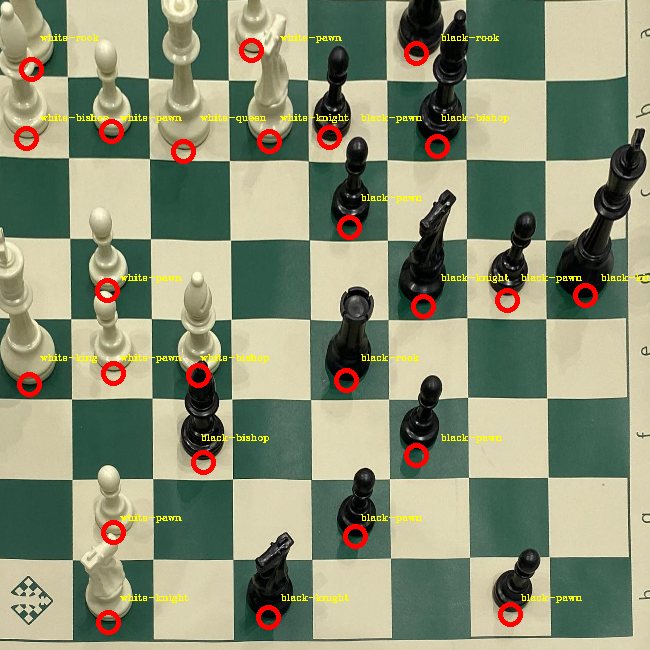 white-rook
white-pawn
black-rook
a
white-bishop
white-pawn
white-queen
white-knight
black-pawn
black-bishop
b
black-pawn
c
white-pawn
black-knight
black-pawn
white-king
white-pawn
white-bishop
black-rook
e
black-bishop
black-pawn
f
white-pawn
black-pawn
g
white-knight
black-knight
black-pawn
h